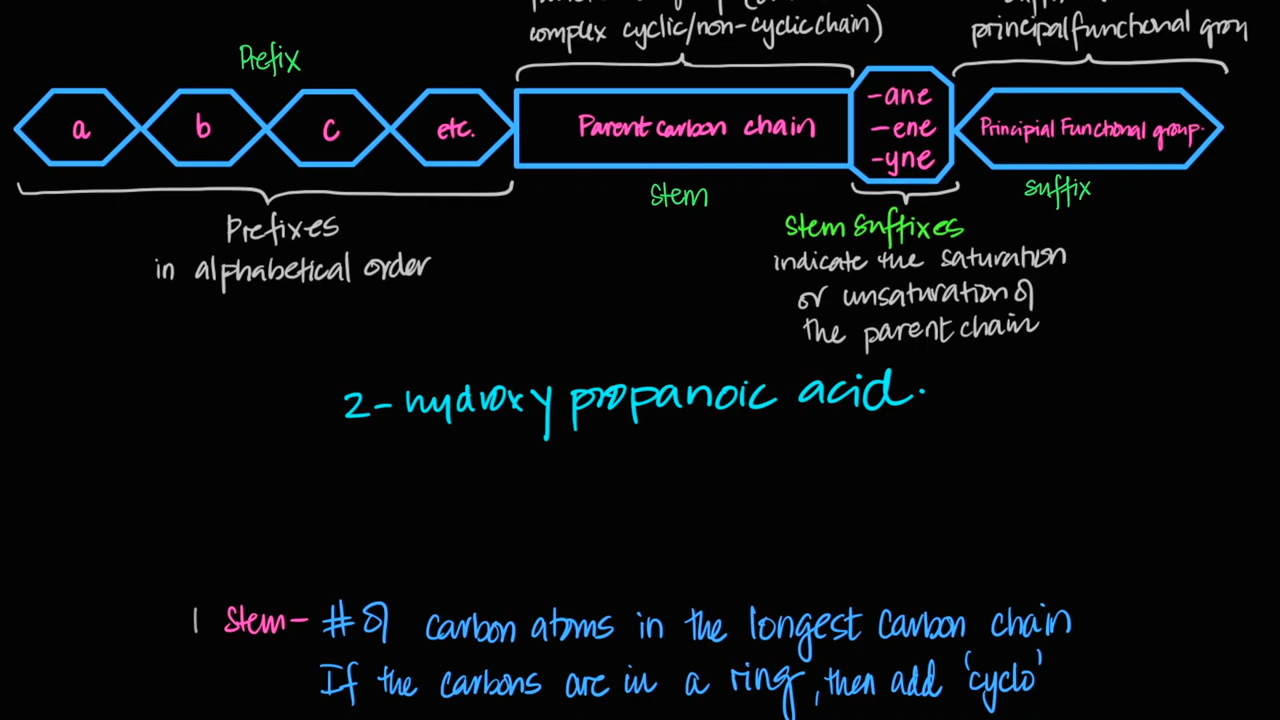 complex cyclic/non-cyclic chain)
principal functional grou
Prefix
a
b
c
etc.
Parent carbon chain
-ane
-ene
-yne
Principial Functional group.
stem
suffix
Prefixes
in alphabetical order
stem suffixes
indicate the saturation
or unsaturation of
the parent chain
2-hydroxy propanoic acid.
1 stem- # of carbon atoms in the longest carbon chain
If the carbons are in a ring, then add 'cyclo'